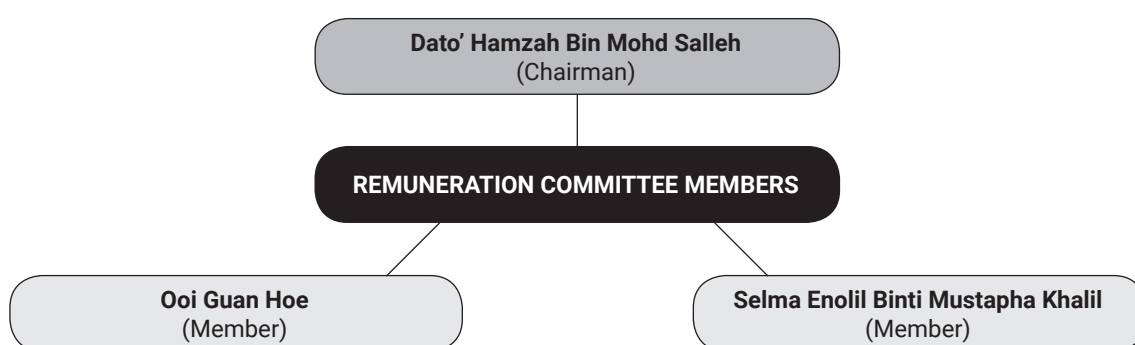 Dato’ Hamzah Bin Mohd Salleh
(Chairman)
REMUNERATION COMMITTEE MEMBERS
Ooi Guan Hoe
(Member)
Selma Enolil Binti Mustapha Khalil
(Member)